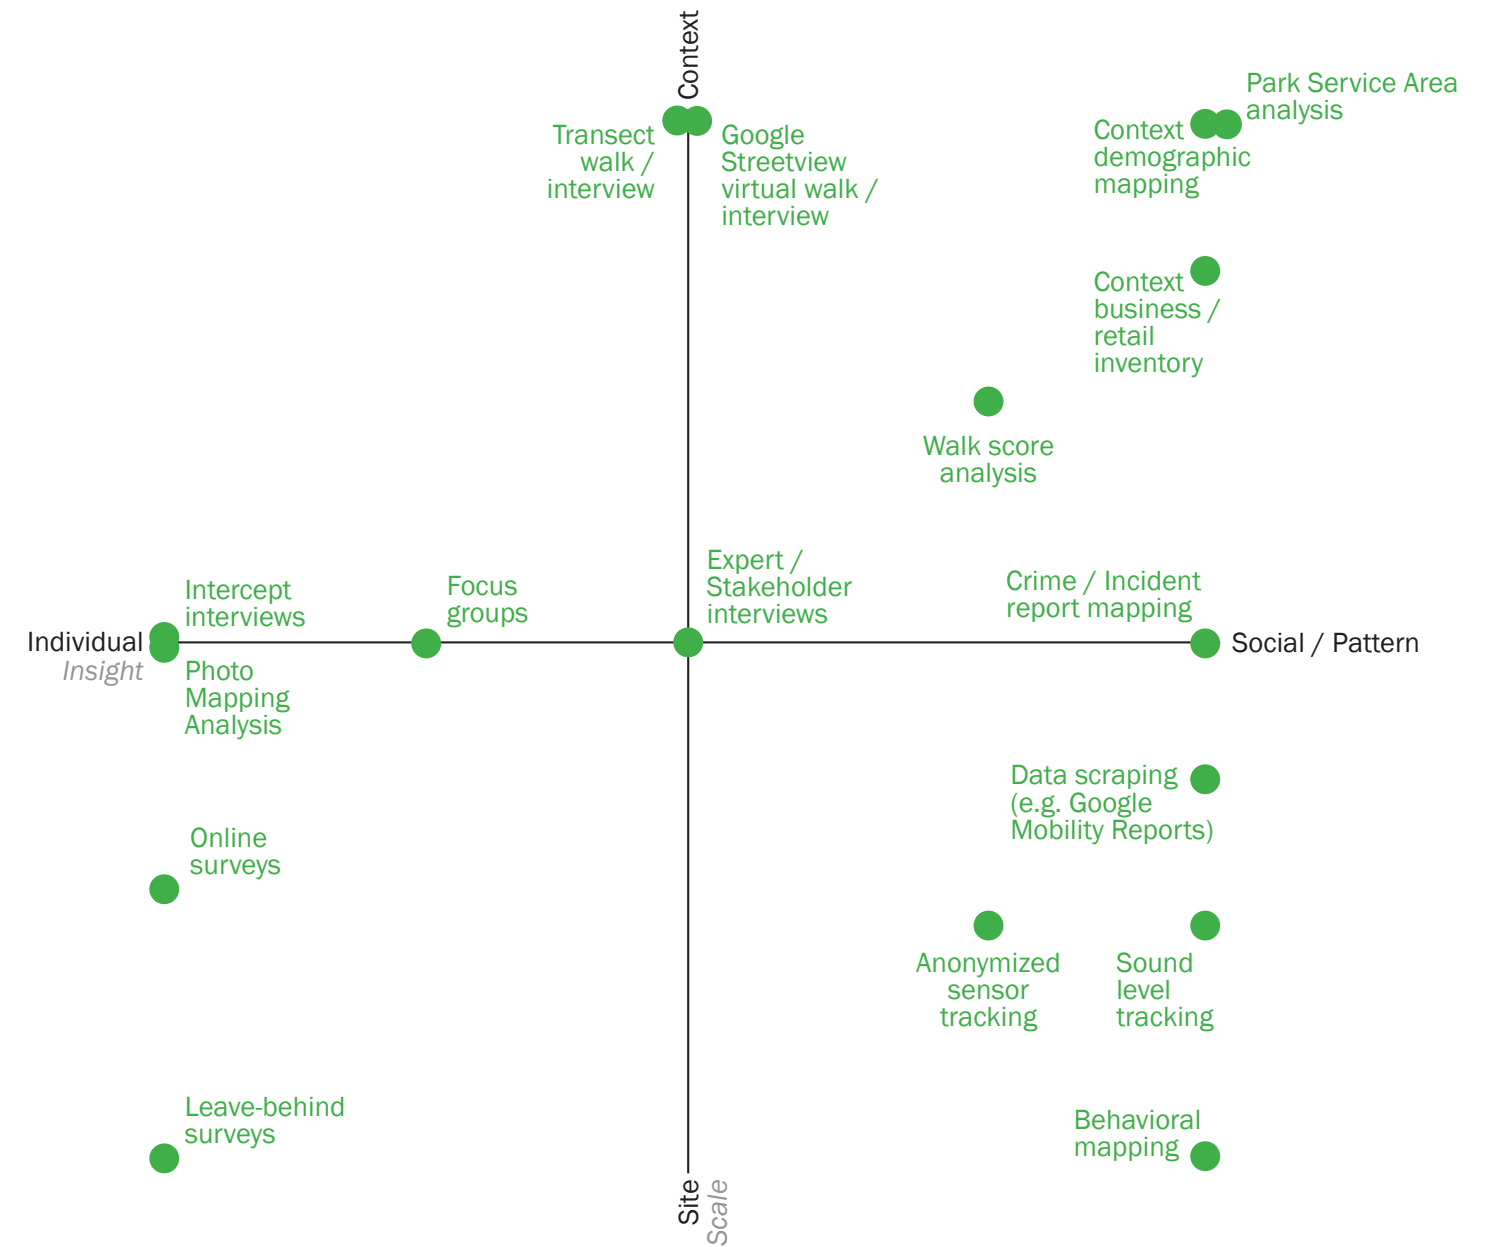 Context
Park Service Area
analysis
Transect
walk /
interview
Google
Streetview
virtual walk /
interview
Context
demographic
mapping
Context
business /
retail
inventory
Walk score
analysis
Intercept
interviews
Focus
groups
Expert /
Stakeholder
interviews
Crime / Incident
report mapping
Individual
Insight
Social / Pattern
Photo
Mapping
Analysis
Data scraping
(e.g. Google
Mobility Reports)
Online
surveys
Anonymized
sensor
tracking
Sound
level
tracking
Leave-behind
surveys
Behavioral
mapping
Site
Scale